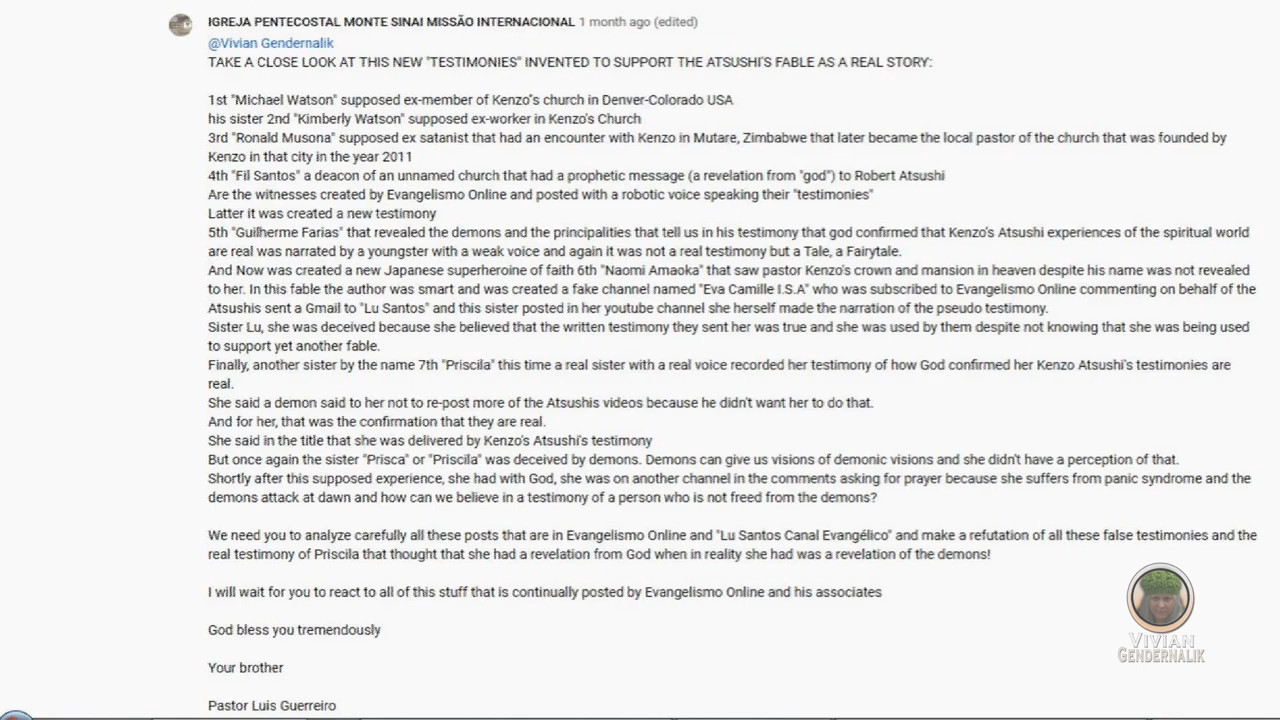 IGREJA PENTECOSTAL MONTE SINAI MISSÃO INTERNACIONAL 1 month ago (edited)
@Vivian Gendernalik
TAKE A CLOSE LOOK AT THIS NEW "TESTIMONIES" INVENTED TO SUPPORT THE ATSUSHI'S FABLE AS A REAL STORY:
1st "Michael Watson" supposed ex-member of Kenzo"s church in Denver-Colorado USA
his sister 2nd "Kimberly Watson" supposed ex-worker in Kenzo's Church
3rd "Ronald Musona" supposed ex satanist that had an encounter with Kenzo in Mutare, Zimbabwe that later became the local pastor of the church that was founded by
Kenzo in that city in the year 2011
4th "Fil Santos" a deacon of an unnamed church that had a prophetic message (a revelation from "god") to Robert Atsushi
Are the witnesses created by Evangelismo Online and posted with a robotic voice speaking their "testimonies"
Latter it was created a new testimony
5th "Guilherme Farias" that revealed the demons and the principalities that tell us in his testimony that god confirmed that Kenzo's Atsushi experiences of the spiritual world
are real was narrated by a youngster with a weak voice and again it was not a real testimony but a Tale, a Fairytale.
And Now was created a new Japanese superheroine of faith 6th "Naomi Amaoka" that saw pastor Kenzo's crown and mansion in heaven despite his name was not revealed
to her. In this fable the author was smart and was created a fake channel named "Eva Camille I.S.A" who was subscribed to Evangelismo Online commenting on behalf of the
Atsushis sent a Gmail to "Lu Santos" and this sister posted in her youtube channel she herself made the narration of the pseudo testimony.
Sister Lu, she was deceived because she believed that the written testimony they sent her was true and she was used by them despite not knowing that she was being used
to support yet another fable.
Finally, another sister by the name 7th "Priscila" this time a real sister with a real voice recorded her testimony of how God confirmed her Kenzo Atsushi's testimonies are
real.
She said a demon said to her not to re-post more of the Atsushis videos because he didn't want her to do that.
And for her, that was the confirmation that they are real.
She said in the title that she was delivered by Kenzo's Atsushi's testimony
But once again the sister "Prisca" or "Priscila" was deceived by demons. Demons can give us visions of demonic visions and she didn't have a perception of that.
Shortly after this supposed experience, she had with God, she was on another channel in the comments asking for prayer because she suffers from panic syndrome and the
demons attack at dawn and how can we believe in a testimony of a person who is not freed from the demons?
We need you to analyze carefully all these posts that are in Evangelismo Online and "Lu Santos Canal Evangélico" and make a refutation of all these false testimonies and the
real testimony of Priscila that thought that she had a revelation from God when in reality she had was a revelation of the demons!
I will wait for you to react to all of this stuff that is continually posted by Evangelismo Online and his associates
God bless you tremendously
Your brother
Pastor Luis Guerreiro
VIVIAN
GENDERNALIK